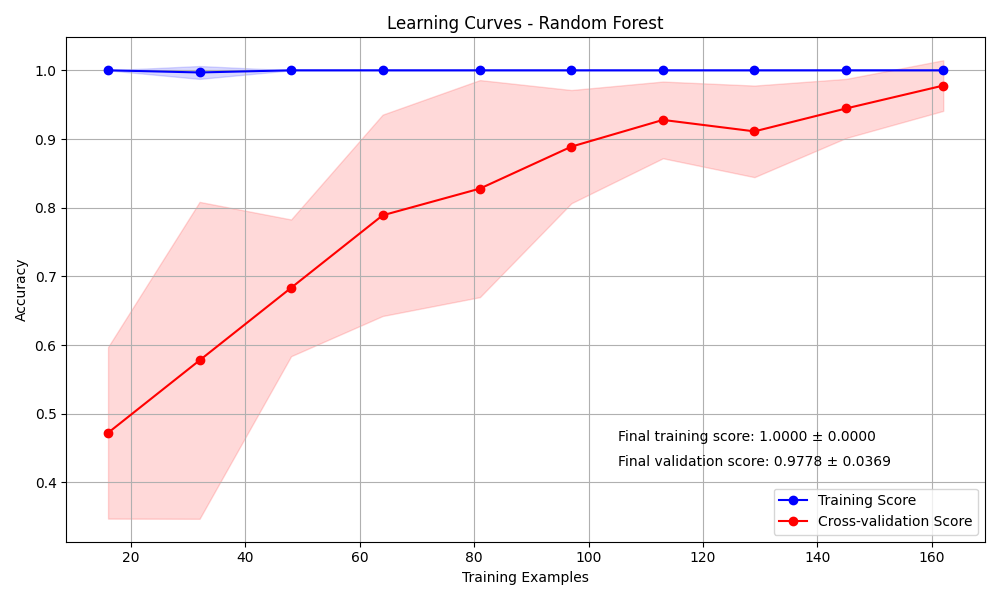 Learning Curves - Random Forest
Accuracy
1.0
0.9
0.8
0.7
0.6
0.5
0.4
Final training score: 1.0000 ± 0.0000
Final validation score: 0.9778 ± 0.0369
Training Score
Cross-validation Score
20
40
60
80
100
120
140
160
Training Examples